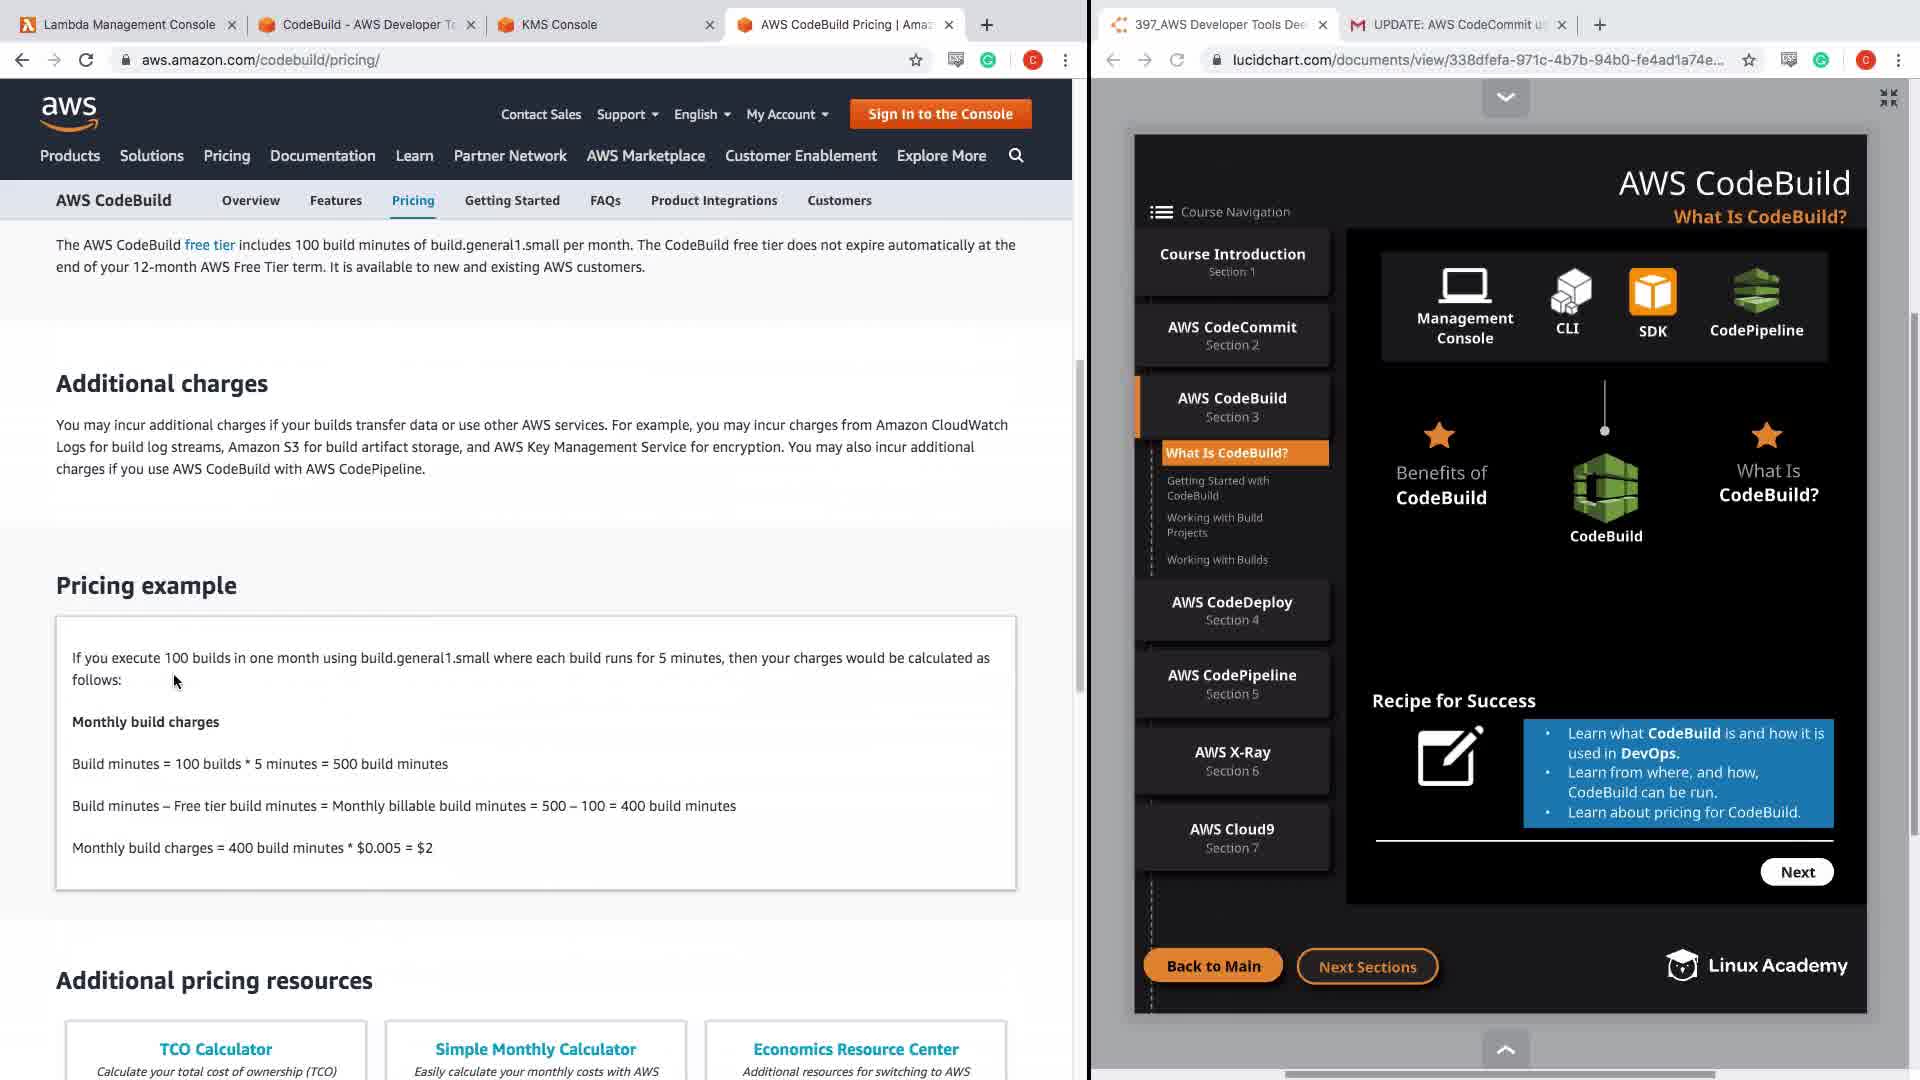 Lambda Management Console
CodeBuild - AWS Developer To
KMS Console
AWS CodeBuild Pricing | Amaz
aws.amazon.com/codebuild/pricing/
C
aws
Contact Sales Support English My Account Sign In to the Console
Products Solutions Pricing Documentation Learn Partner Network AWS Marketplace Customer Enablement Explore More
AWS CodeBuild Overview Features Pricing Getting Started FAQs Product Integrations Customers
The AWS CodeBuild free tier includes 100 build minutes of build.general1.small per month. The CodeBuild free tier does not expire automatically at the
end of your 12-month AWS Free Tier term. It is available to new and existing AWS customers.
Additional charges
You may incur additional charges if your builds transfer data or use other AWS services. For example, you may incur charges from Amazon CloudWatch
Logs for build log streams, Amazon S3 for build artifact storage, and AWS Key Management Service for encryption. You may also incur additional
charges if you use AWS CodeBuild with AWS CodePipeline.
Pricing example
If you execute 100 builds in one month using build.general1.small where each build runs for 5 minutes, then your charges would be calculated as
follows:
Monthly build charges
Build minutes = 100 builds * 5 minutes = 500 build minutes
Build minutes – Free tier build minutes = Monthly billable build minutes = 500 – 100 = 400 build minutes
Monthly build charges = 400 build minutes * $0.005 = $2
Additional pricing resources
TCO Calculator
Calculate your total cost of ownership (TCO)
Simple Monthly Calculator
Easily calculate your monthly costs with AWS
Economics Resource Center
Additional resources for switching to AWS
397_AWS Developer Tools Dee
UPDATE: AWS CodeCommit us
lucidchart.com/documents/view/338dfefa-971c-4b7b-94b0-fe4ad1a74e...
C
AWS CodeBuild
What Is CodeBuild?
Course Navigation
Course Introduction
Section 1
AWS CodeCommit
Section 2
AWS CodeBuild
Section 3
What Is CodeBuild?
Getting Started with
CodeBuild
Working with Build
Projects
Working with Builds
AWS CodeDeploy
Section 4
AWS CodePipeline
Section 5
AWS X-Ray
Section 6
AWS Cloud9
Section 7
Management
Console
CLI
SDK
CodePipeline
Benefits of
CodeBuild
CodeBuild
What Is
CodeBuild?
Recipe for Success
• Learn what CodeBuild is and how it is
used in DevOps.
• Learn from where, and how,
CodeBuild can be run.
• Learn about pricing for CodeBuild.
Next
Back to Main
Next Sections
Linux Academy